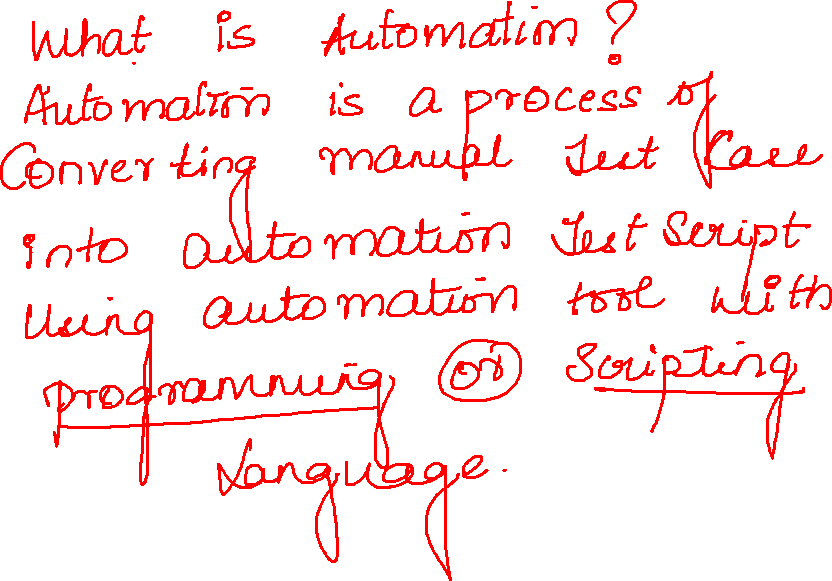 What is Automation?
Automation is a process of
Converting manual Test Case
into automation Test Script
Using automation tool with
programming or Scripting
Language.